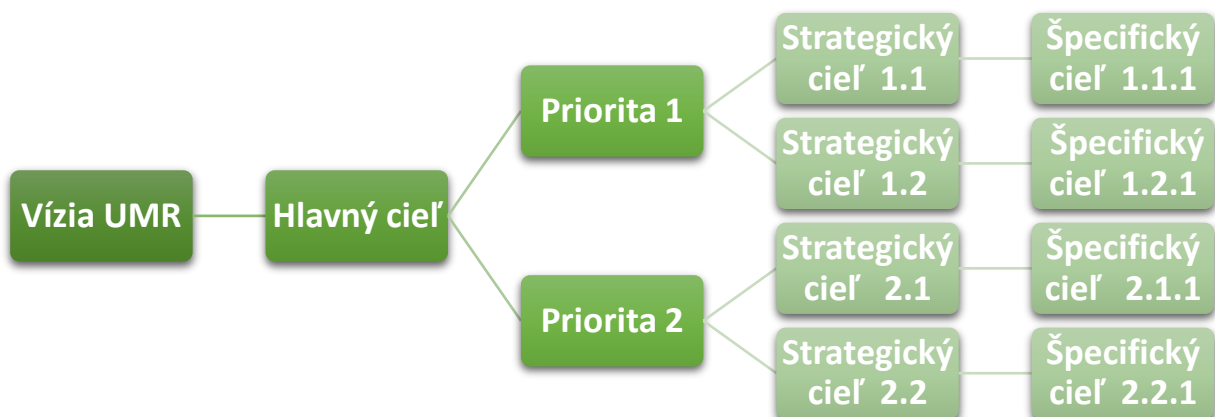 Vízia UMR
Hlavný cieľ
Priorita 1
Strategický
cieľ 1.1
Špecifický
cieľ 1.1.1
Strategický
cieľ 1.2
Špecifický
cieľ 1.2.1
Priorita 2
Strategický
cieľ 2.1
Špecifický
cieľ 2.1.1
Strategický
cieľ 2.2
Špecifický
cieľ 2.2.1